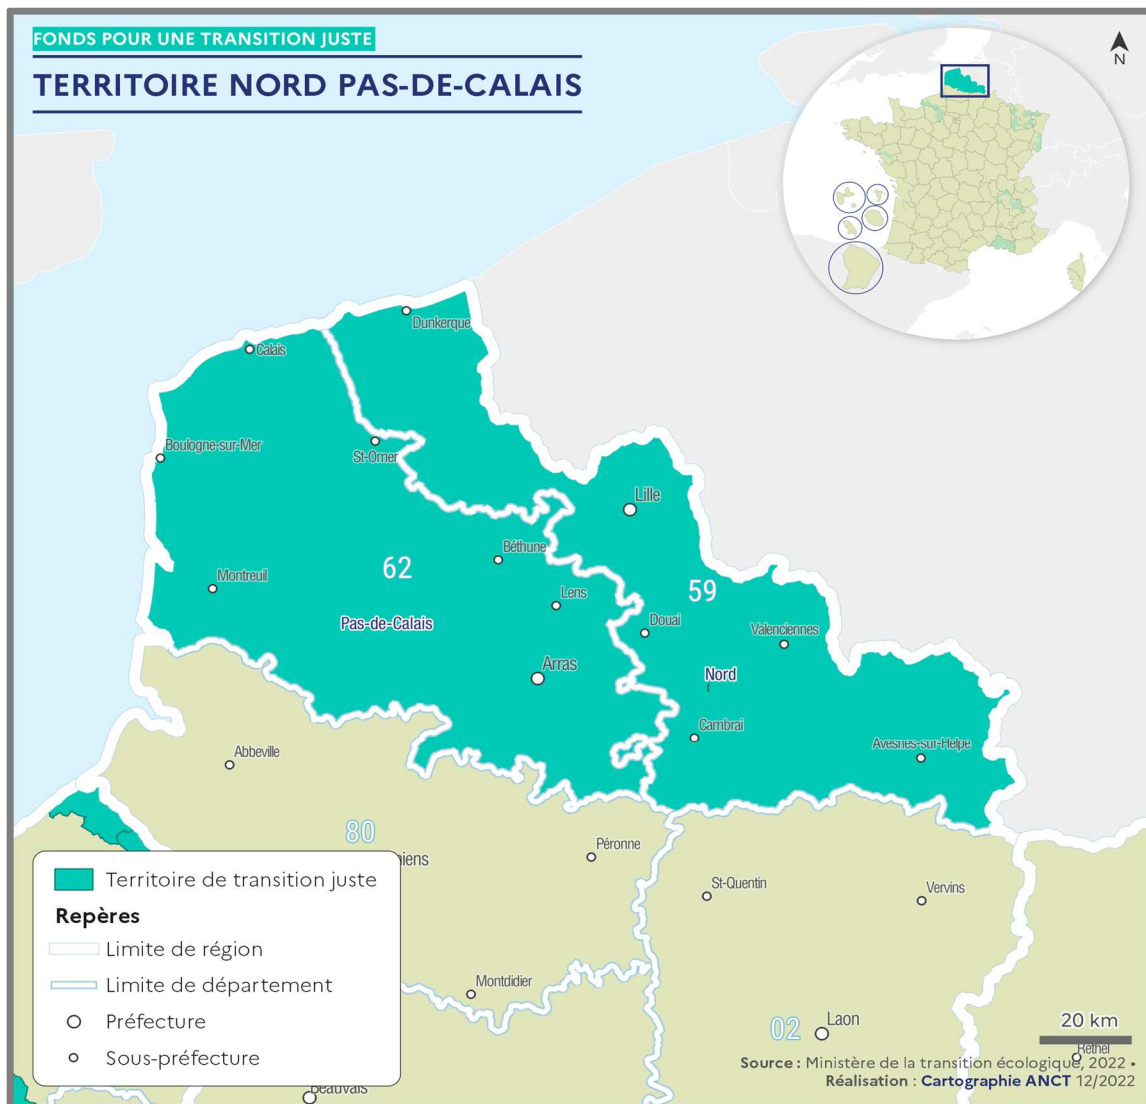 FONDS POUR UNE TRANSITION JUSTE
TERRITOIRE NORD PAS-DE-CALAIS
N
Dunkerque
Calais
Boulogne-sur-Mer
St-Omer
Lille
Béthune
62
Montreuil
59
Lens
Pas-de-Calais
Douai
Valenciennes
Arras
Nord
Cambrai
Avesnes-sur-Helpe
Abbeville
80
Péronne
iens
St-Quentin
Vervins
Montdidier
02
Laon
Rethel
Beauvais
Territoire de transition juste
Repères
Limite de région
Limite de département
Préfecture
Sous-préfecture
20 km
Source : Ministère de la transition écologique, 2022 •
Réalisation : Cartographie ANCT 12/2022